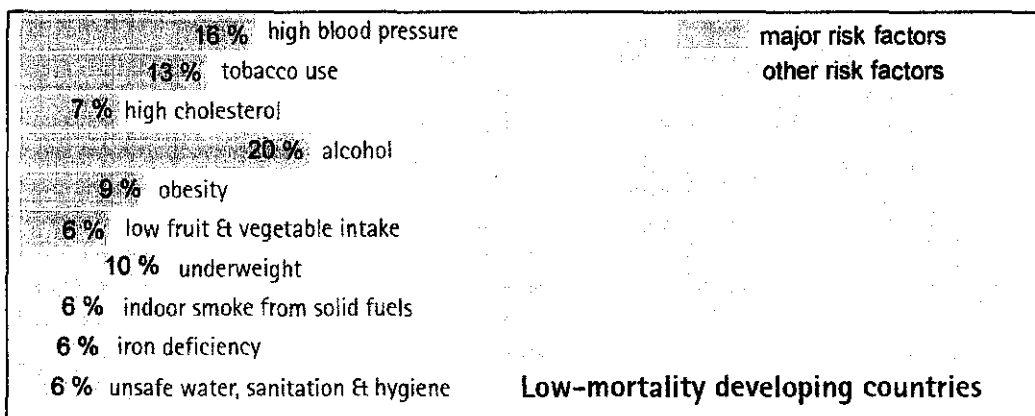 16 % high blood pressure
13 % tobacco use
7 % high cholesterol
20 % alcohol
9 % obesity
6 % low fruit & vegetable intake
10 % underweight
6 % indoor smoke from solid fuels
6 % iron deficiency
6 % unsafe water, sanitation & hygiene
major risk factors
other risk factors
Low-mortality developing countries